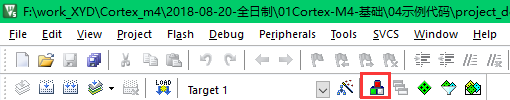 F:\work_XYD\Cortex_m4\2018-08-20-全日制\01Cortex-M4-基础\04示例代码\project_d
File Edit View Project Flash Debug Peripherals Tools SVCS Window H
LOAD Target 1